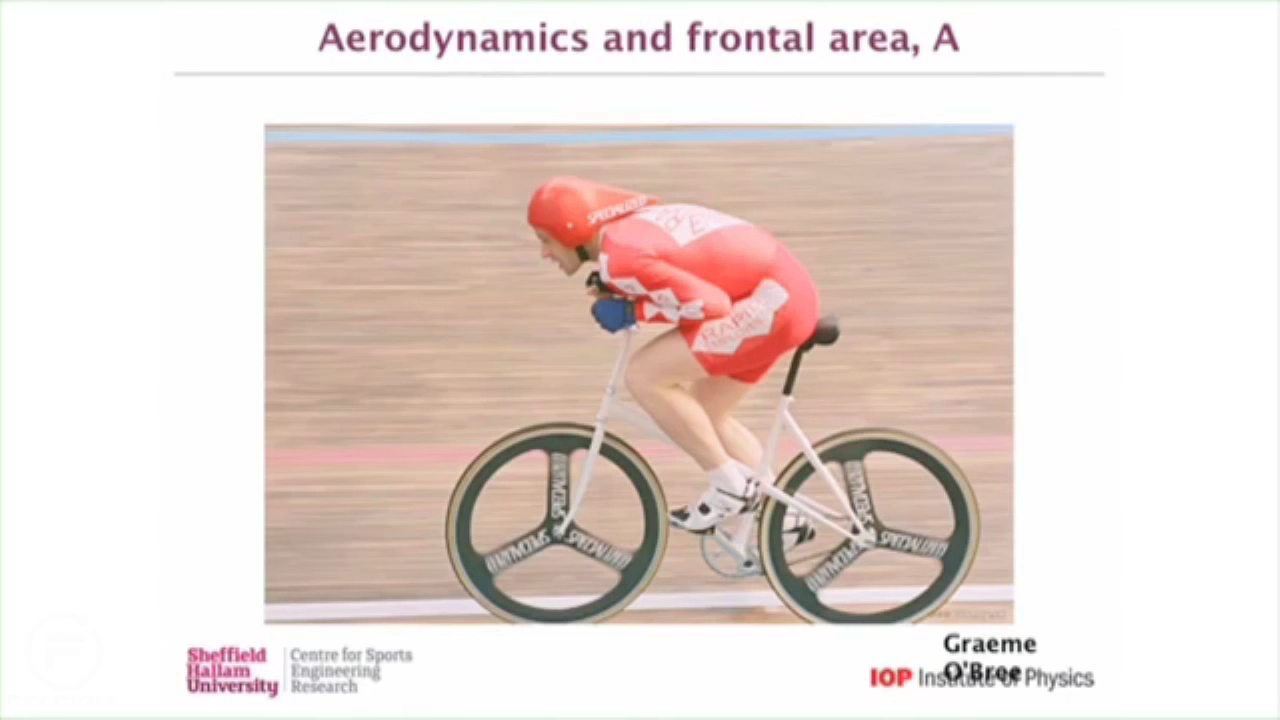 Aerodynamics and frontal area, A
SPECIALIZED
SPECIALIZED
SPECIALIZED
Sheffield
Hallam
University
Centre for Sports
Engineering
Research
Graeme
O'Bree
IOP Institute of Physics